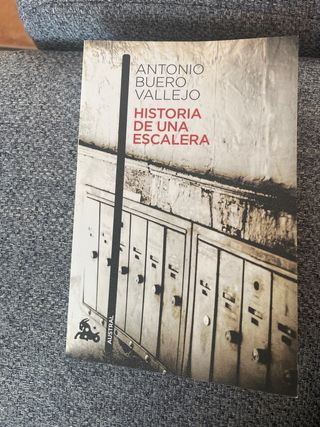 ANTONIO
BUERO
VALLEJO
HISTORIA
DE UNA
ESCALERA
AUSTRAL